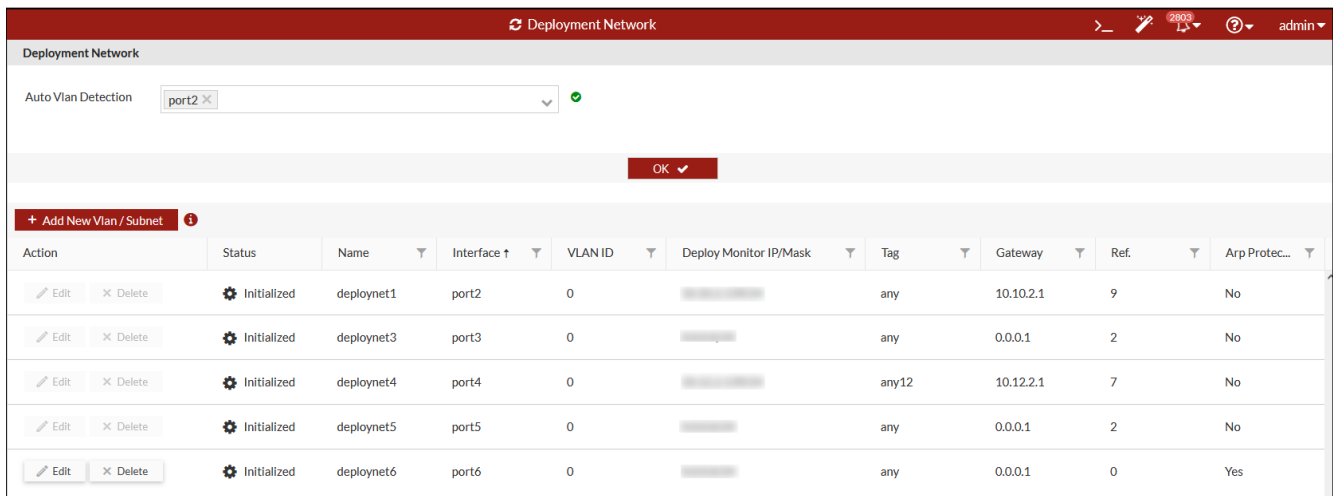 Deployment Network
>_ 2803 admin
Deployment Network
Auto Vlan Detection port2
OK
+ Add New Vlan / Subnet
Action Status Name Interface VLAN ID Deploy Monitor IP/Mask Tag Gateway Ref. Arp Protec...
Edit Delete Initialized deploynet1 port2 0 any 10.10.2.1 9 No
Edit Delete Initialized deploynet3 port3 0 any 0.0.0.1 2 No
Edit Delete Initialized deploynet4 port4 0 any12 10.12.2.1 7 No
Edit Delete Initialized deploynet5 port5 0 any 0.0.0.1 2 No
Edit Delete Initialized deploynet6 port6 0 any 0.0.0.1 0 Yes